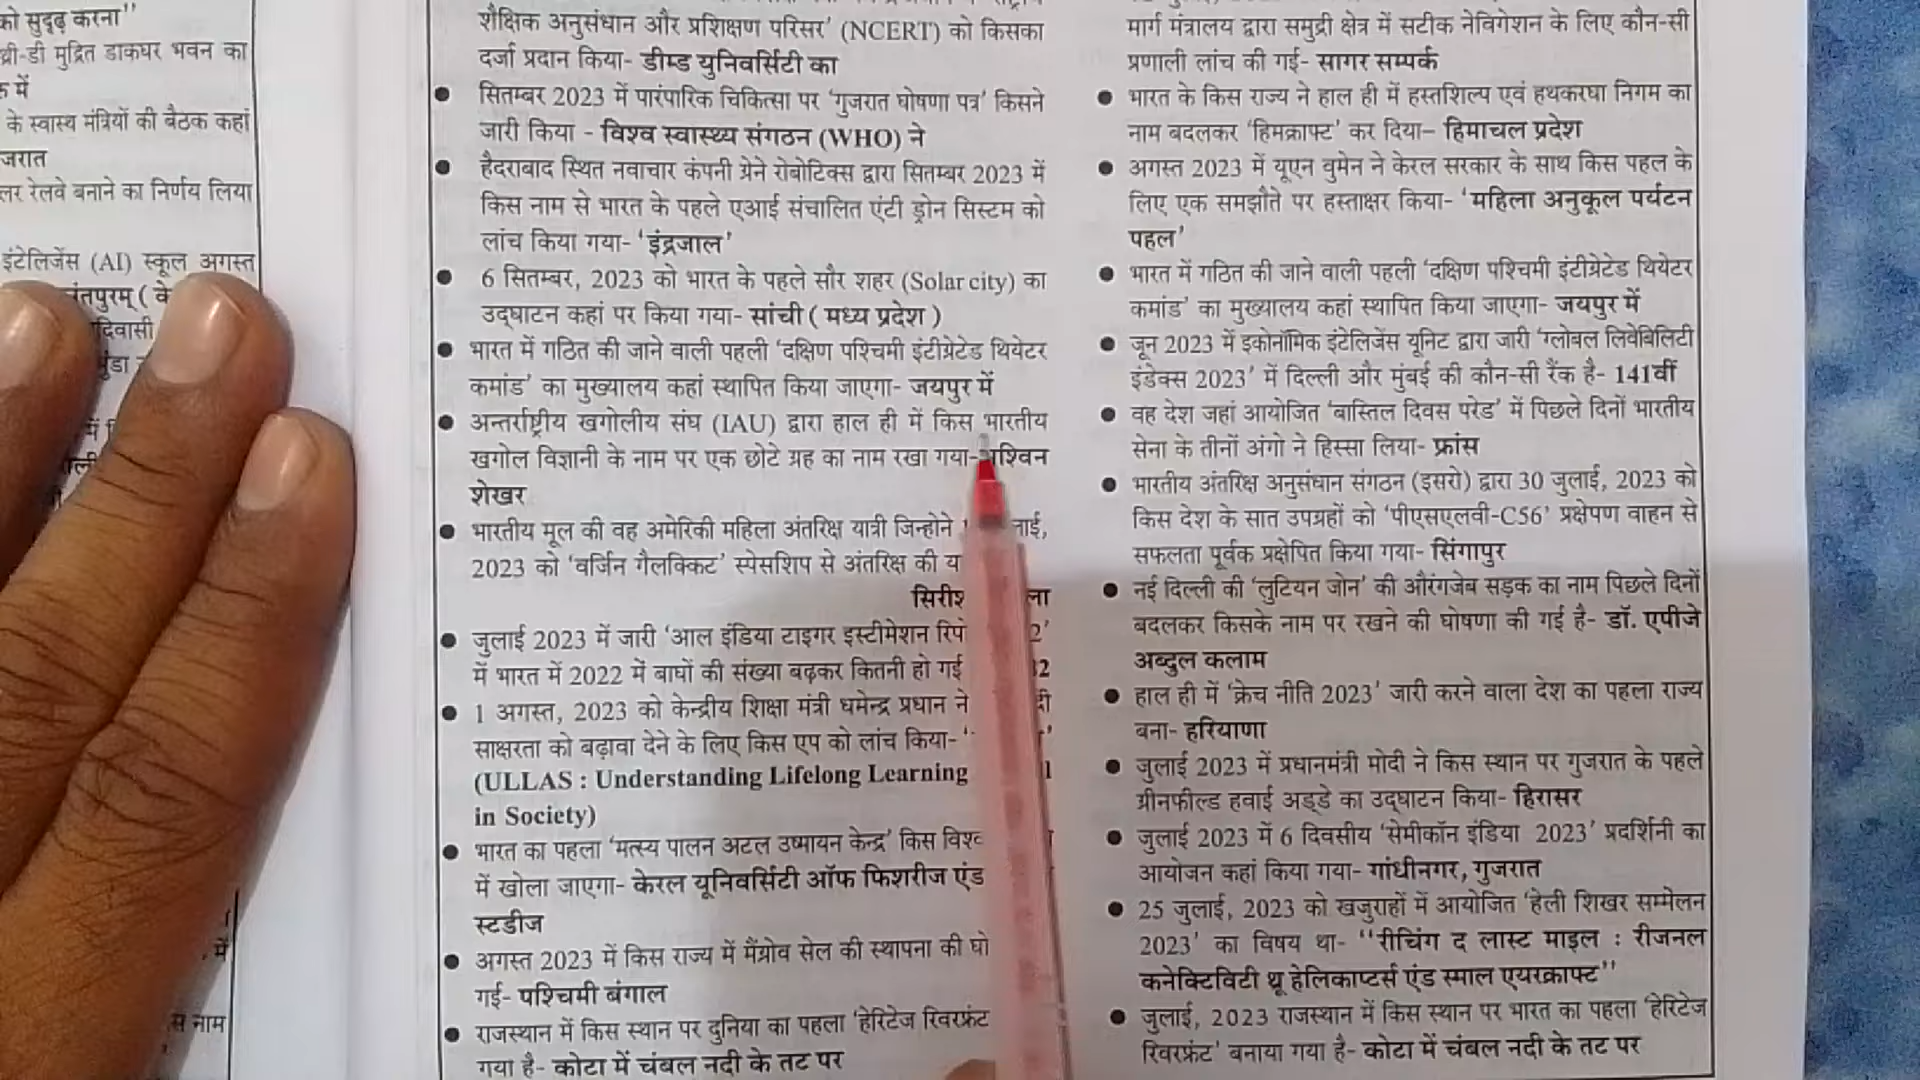 को सुदृढ़ करना”
थ्री-डी मुद्रित डाकघर भवन का
में
के स्वास्थ मंत्रियों की बैठक कहां
जरात
लर रेलवे बनाने का निर्णय लिया
इंटेलिजेंस (AI) स्कूल अगस्त
शैक्षिक अनुसंधान और प्रशिक्षण परिसर’ (NCERT) को किसका
दर्जा प्रदान किया- डीम्ड युनिवर्सिटी का
● सितम्बर 2023 में पारंपारिक चिकित्सा पर ‘गुजरात घोषणा पत्र’ किसने
जारी किया - विश्व स्वास्थ्य संगठन (WHO) ने
● हैदराबाद स्थित नवाचार कंपनी ग्रेने रोबोटिक्स द्वारा सितम्बर 2023 में
किस नाम से भारत के पहले एआई संचालित एंटी ड्रोन सिस्टम को
लांच किया गया- ‘इंद्रजाल’
● 6 सितम्बर, 2023 को भारत के पहले सौर शहर (Solar city) का
उद्घाटन कहां पर किया गया- सांची ( मध्य प्रदेश )
● भारत में गठित की जाने वाली पहली ‘दक्षिण पश्चिमी इंटीग्रेटेड थियेटर
कमांड’ का मुख्यालय कहां स्थापित किया जाएगा- जयपुर में
● अन्तर्राष्ट्रीय खगोलीय संघ (IAU) द्वारा हाल ही में किस भारतीय
खगोल विज्ञानी के नाम पर एक छोटे ग्रह का नाम रखा गया-
शेखर
● भारतीय मूल की वह अमेरिकी महिला अंतरिक्ष यात्री जिन्होने
2023 को ‘वर्जिन गैलक्किट’ स्पेसशिप से अंतरिक्ष की
● जुलाई 2023 में जारी ‘आल इंडिया टाइगर इस्टीमेशन
में भारत में 2022 में बाघों की संख्या बढ़कर कितनी हो गई
● 1 अगस्त, 2023 को केन्द्रीय शिक्षा मंत्री धमेन्द्र प्रधान ने
साक्षरता को बढ़ावा देने के लिए किस एप को लांच किया-
(ULLAS : Understanding Lifelong Learning
in Society)
● भारत का पहला ‘मत्स्य पालन अटल उष्मायन केन्द्र’ किस
में खोला जाएगा- केरल यूनिवर्सिटी ऑफ फिशरीज एंड
स्टडीज
● अगस्त 2023 में किस राज्य में मैंग्रोव सेल की स्थापना की
गई- पश्चिमी बंगाल
● राजस्थान में किस स्थान पर दुनिया का पहला ‘हेरिटेज रिवरफ्रंट
गया है- कोटा में चंबल नदी के तट पर
मार्ग मंत्रालय द्वारा समुद्री क्षेत्र में सटीक नेविगेशन के लिए कौन-सी
प्रणाली लांच की गई- सागर सम्पर्क
● भारत के किस राज्य ने हाल ही में हस्तशिल्प एवं हथकरघा निगम का
नाम बदलकर ‘हिमक्राफ्ट’ कर दिया– हिमाचल प्रदेश
● अगस्त 2023 में यूएन वुमेन ने केरल सरकार के साथ किस पहल के
लिए एक समझौते पर हस्ताक्षर किया- ‘महिला अनुकूल पर्यटन
पहल’
● भारत में गठित की जाने वाली पहली ‘दक्षिण पश्चिमी इंटीग्रेटेड थियेटर
कमांड’ का मुख्यालय कहां स्थापित किया जाएगा- जयपुर में
● जून 2023 में इकोनॉमिक इंटेलिजेंस यूनिट द्वारा जारी ‘ग्लोबल लिवेबिलिटी
इंडेक्स 2023’ में दिल्ली और मुंबई की कौन-सी रैंक है- 141वीं
● वह देश जहां आयोजित ‘बास्तिल दिवस परेड’ में पिछले दिनों भारतीय
सेना के तीनों अंगो ने हिस्सा लिया- फ्रांस
● भारतीय अंतरिक्ष अनुसंधान संगठन (इसरो) द्वारा 30 जुलाई, 2023 को
किस देश के सात उपग्रहों को ‘पीएसएलवी-C56’ प्रक्षेपण वाहन से
सफलता पूर्वक प्रक्षेपित किया गया- सिंगापुर
● नई दिल्ली की ‘लुटियन जोन’ की औरंगजेब सड़क का नाम पिछले दिनों
बदलकर किसके नाम पर रखने की घोषणा की गई है- डॉ. एपीजे
अब्दुल कलाम
● हाल ही में ‘क्रेच नीति 2023’ जारी करने वाला देश का पहला राज्य
बना- हरियाणा
● जुलाई 2023 में प्रधानमंत्री मोदी ने किस स्थान पर गुजरात के पहले
ग्रीनफील्ड हवाई अड्डे का उद्घाटन किया- हिरासर
● जुलाई 2023 में 6 दिवसीय ‘सेमीकॉन इंडिया 2023’ प्रदर्शिनी का
आयोजन कहां किया गया- गांधीनगर, गुजरात
● 25 जुलाई, 2023 को खजुराहों में आयोजित ‘हेली शिखर सम्मेलन
2023’ का विषय था- “रीचिंग द लास्ट माइल : रीजनल
कनेक्टिविटी थ्रू हेलिकाप्टर्स एंड स्माल एयरक्राफ्ट”
● जुलाई, 2023 राजस्थान में किस स्थान पर भारत का पहला ‘हेरिटेज
रिवरफ्रंट’ बनाया गया है- कोटा में चंबल नदी के तट पर